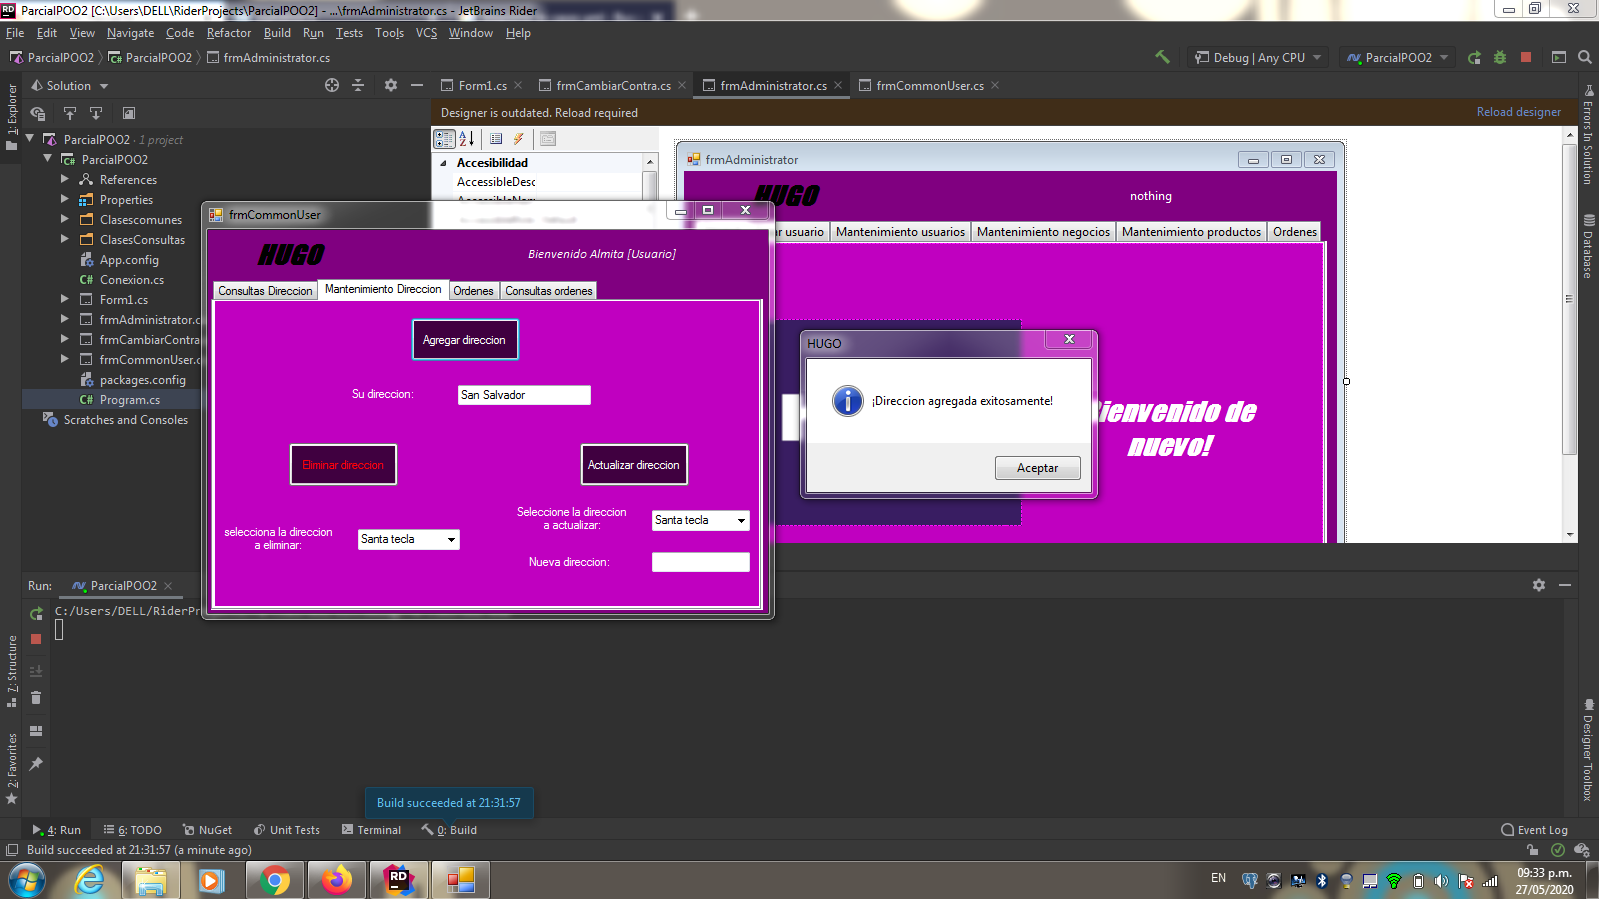 ParcialPOO2 [C:\Users\DELL\RiderProjects\ParcialPOO2] - ...\frmAdministrator.cs - JetBrains Rider
File Edit View Navigate Code Refactor Build Run Tests Tools VCS Window Help
ParcialPOO2 ParcialPOO2 frmAdministrator.cs
Debug | Any CPU
ParcialPOO2
Solution
Form1.cs
frmCambiarContra.cs
frmAdministrator.cs
frmCommonUser.cs
Designer is outdated. Reload required
Reload designer
1: Explorer
ParcialPOO2 · 1 project
ParcialPOO2
References
Properties
Clasescomunes
ClasesConsultas
App.config
Conexion.cs
Form1.cs
frmAdministrator.c
frmCambiarContra
frmCommonUser.c
packages.config
Program.cs
Scratches and Consoles
Accesibilidad
AccessibleDesc
frmAdministrator
HUGO
nothing
ar usuario
Mantenimiento usuarios
Mantenimiento negocios
Mantenimiento productos
Ordenes
Bienvenido de
nuevo!
frmCommonUser
HUGO
Bienvenido Almita [Usuario]
Consultas Direccion
Mantenimiento Direccion
Ordenes
Consultas ordenes
Agregar direccion
Su direccion:
San Salvador
Eliminar direccion
Actualizar direccion
selecciona la direccion
a eliminar:
Santa tecla
Seleccione la direccion
a actualizar:
Santa tecla
Nueva direccion:
HUGO
¡Direccion agregada exitosamente!
Aceptar
Errors In Solution
Database
Designer Toolbox
Run:
ParcialPOO2
C:/Users/DELL/RiderPr
7: Structure
2: Favorites
Build succeeded at 21:31:57
4: Run
6: TODO
NuGet
Unit Tests
Terminal
0: Build
Event Log
Build succeeded at 21:31:57 (a minute ago)
EN
09:33 p.m.
27/05/2020